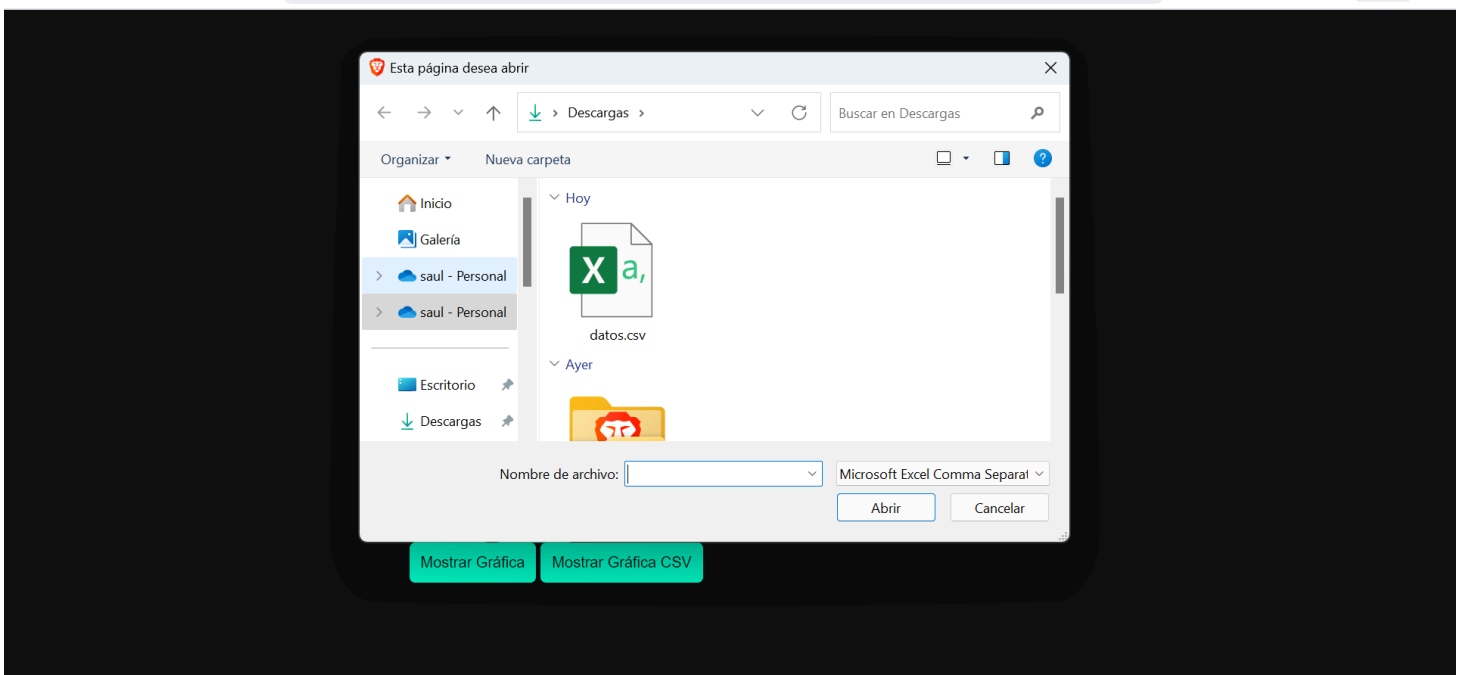 Esta página desea abrir
Descargas
Buscar en Descargas
Organizar
Nueva carpeta
Inicio
Galería
saul - Personal
saul - Personal
Escritorio
Descargas
Hoy
X a,
datos.csv
Ayer
Nombre de archivo:
Microsoft Excel Comma Separat
Abrir
Cancelar
Mostrar Gráfica
Mostrar Gráfica CSV